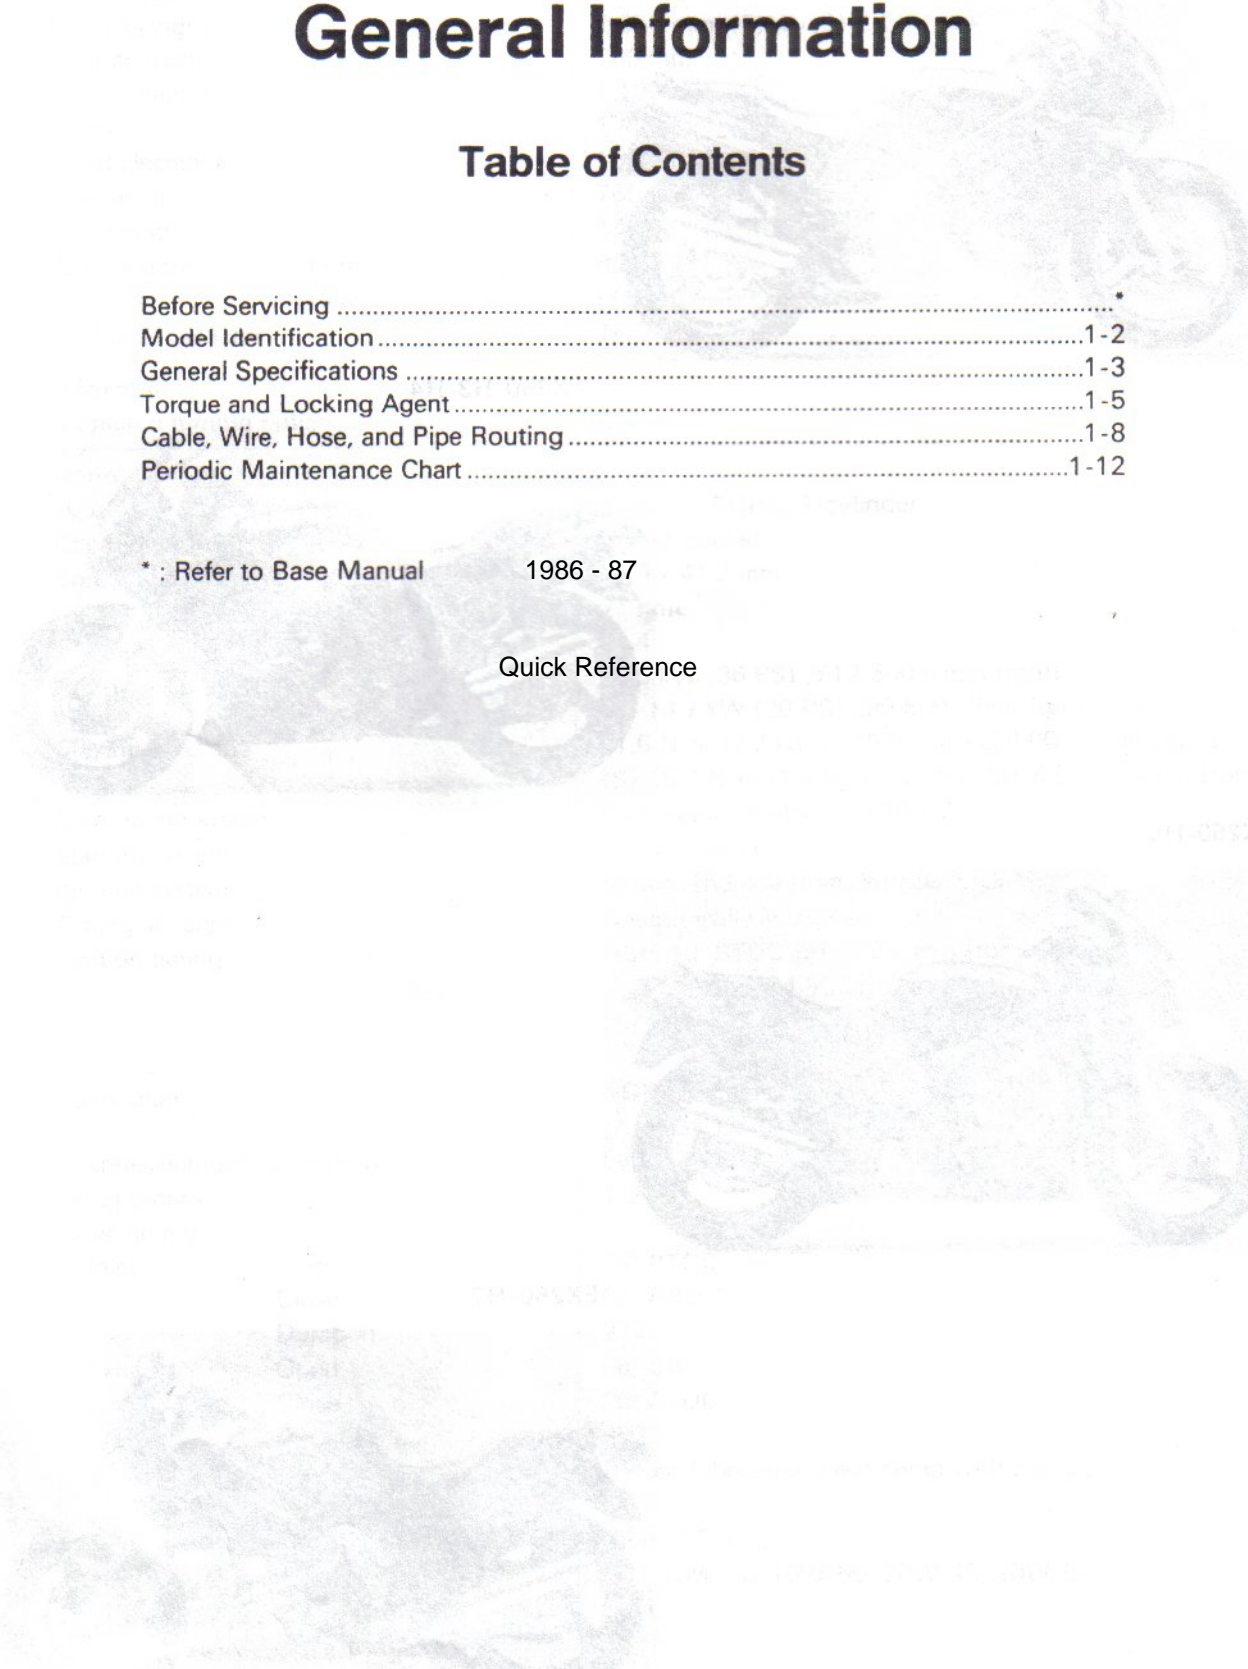 General Information
Table of Contents
Before Servicing ........................................................................................................*
Model Identification ....................................................................................................1-2
General Specifications ................................................................................................1-3
Torque and Locking Agent .........................................................................................1-5
Cable, Wire, Hose, and Pipe Routing .........................................................................1-8
Periodic Maintenance Chart .....................................................................................1-12
* : Refer to Base Manual 1986 - 87
Quick Reference